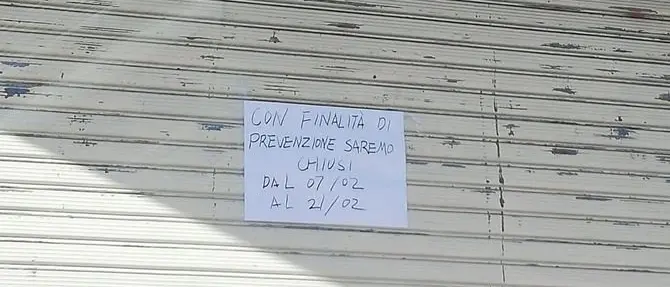 CON FINALITÀ DI
PREVENZIONE SAREMO
CHIUSI
DAL 07/02
AL 21/02